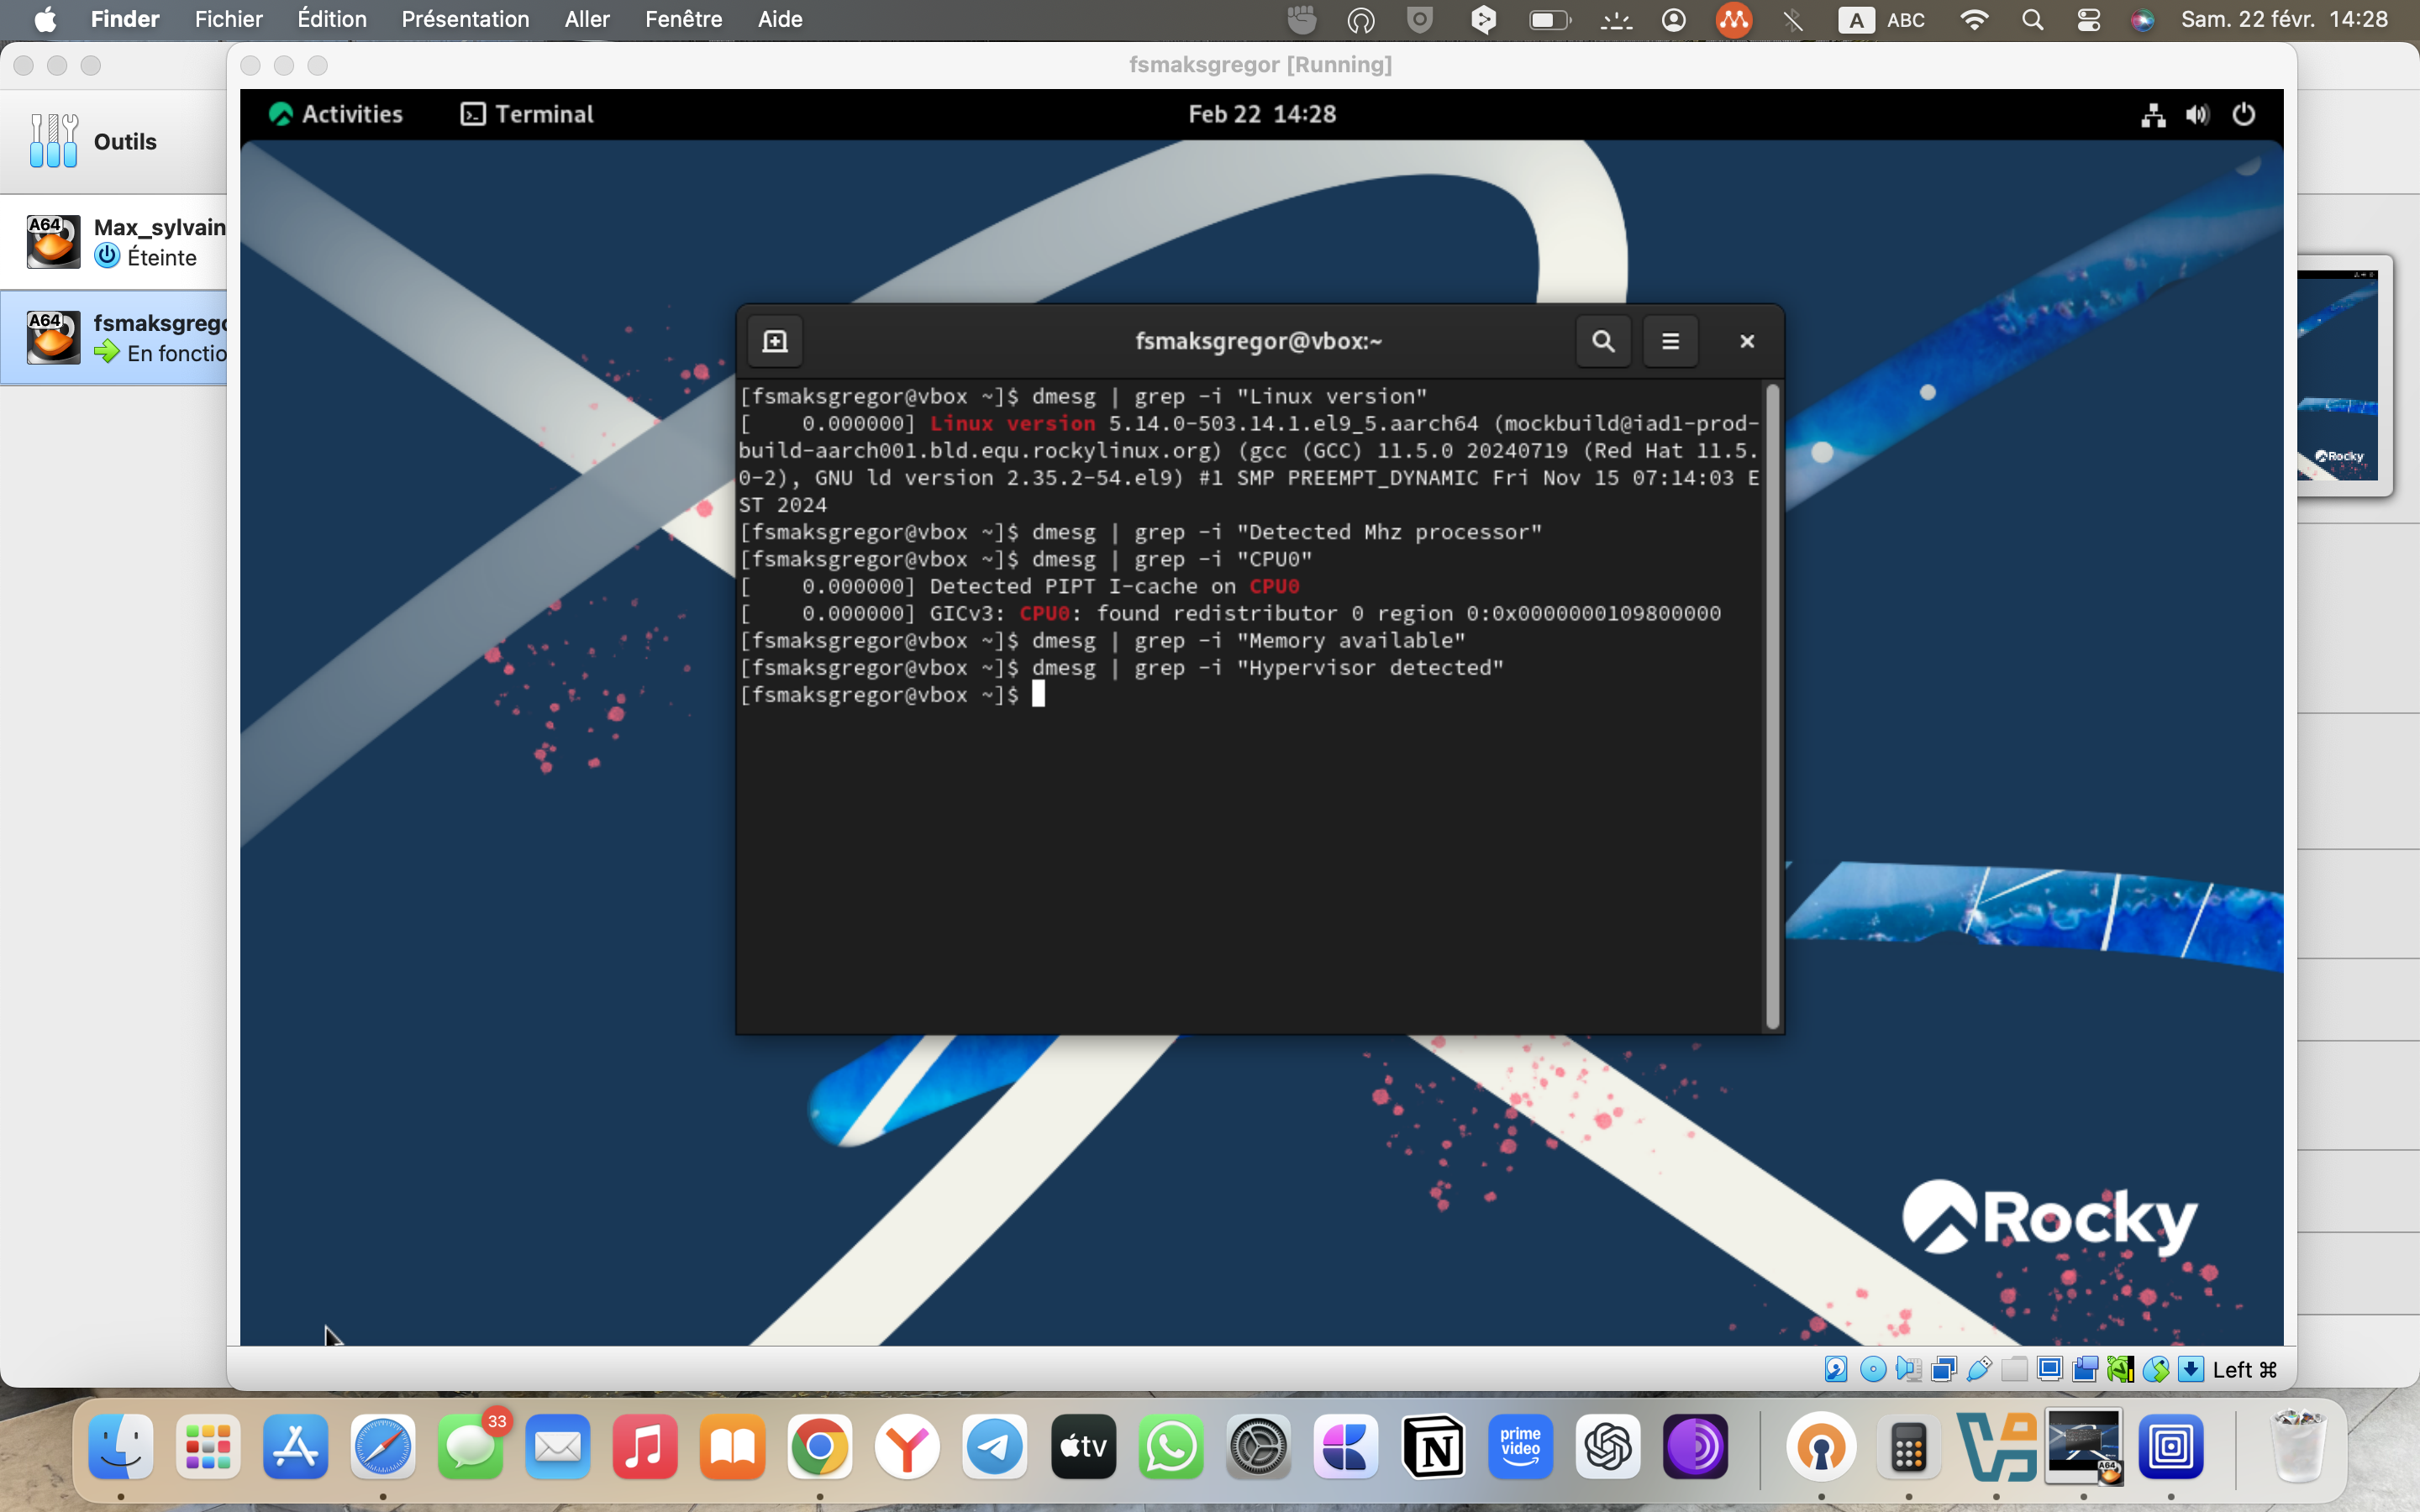 Finder Fichier Édition Présentation Aller Fenêtre Aide A ABC Sam. 22 févr. 14:28
fsmaksgregor [Running]
Activities Terminal Feb 22 14:28
Outils
A64 Max_sylvain
Éteinte
A64 fsmaksgrego
En fonctio
fsmaksgregor@vbox:~
[fsmaksgregor@vbox ~]$ dmesg | grep -i "Linux version"
[    0.000000] Linux version 5.14.0-503.14.1.el9_5.aarch64 (mockbuild@iad1-prod-
build-aarch001.bld.equ.rockylinux.org) (gcc (GCC) 11.5.0 20240719 (Red Hat 11.5.
0-2), GNU ld version 2.35.2-54.el9) #1 SMP PREEMPT_DYNAMIC Fri Nov 15 07:14:03 E
ST 2024
[fsmaksgregor@vbox ~]$ dmesg | grep -i "Detected Mhz processor"
[fsmaksgregor@vbox ~]$ dmesg | grep -i "CPU0"
[    0.000000] Detected PIPT I-cache on CPU0
[    0.000000] GICv3: CPU0: found redistributor 0 region 0:0x0000000109800000
[fsmaksgregor@vbox ~]$ dmesg | grep -i "Memory available"
[fsmaksgregor@vbox ~]$ dmesg | grep -i "Hypervisor detected"
[fsmaksgregor@vbox ~]$
Rocky
Rocky
Left ⌘
33
tv
N
prime video
A64